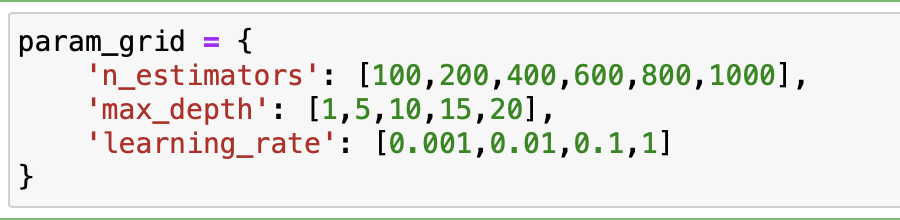 param_grid = {
    'n_estimators': [100,200,400,600,800,1000],
    'max_depth': [1,5,10,15,20],
    'learning_rate': [0.001,0.01,0.1,1]
}